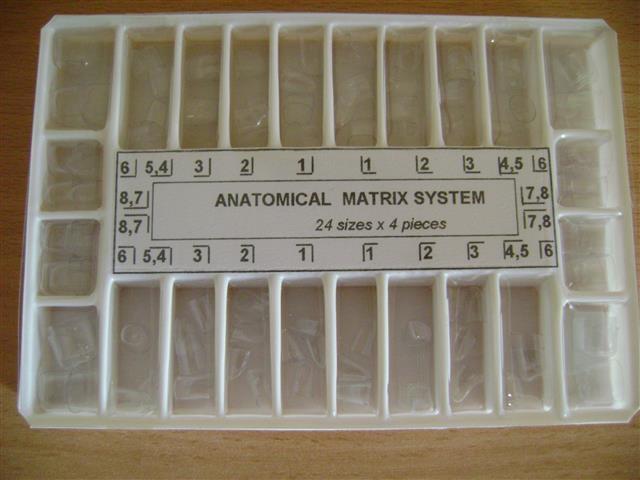 6 5,4 3 2 1 1 2 3 4,5 6
8,7 ANATOMICAL MATRIX SYSTEM 7,8
8,7 24 sizes x 4 pieces 7,8
6 5,4 3 2 1 1 2 3 4,5 6